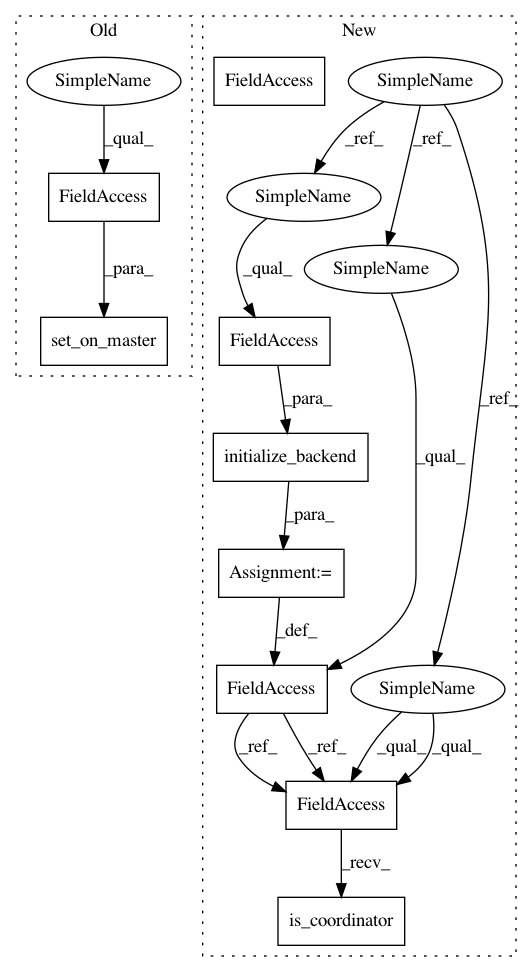 Old
New
SimpleName
FieldAccess
SimpleName
_qual_
_ref_
_ref_
FieldAccess
SimpleName
_para_
_qual_
SimpleName
set_on_master
FieldAccess
_para_
_ref_
initialize_backend
_qual_
_para_
Assignment:=
_def_
FieldAccess
SimpleName
_ref_
_ref_
_qual_
_qual_
FieldAccess
_recv_
is_coordinator